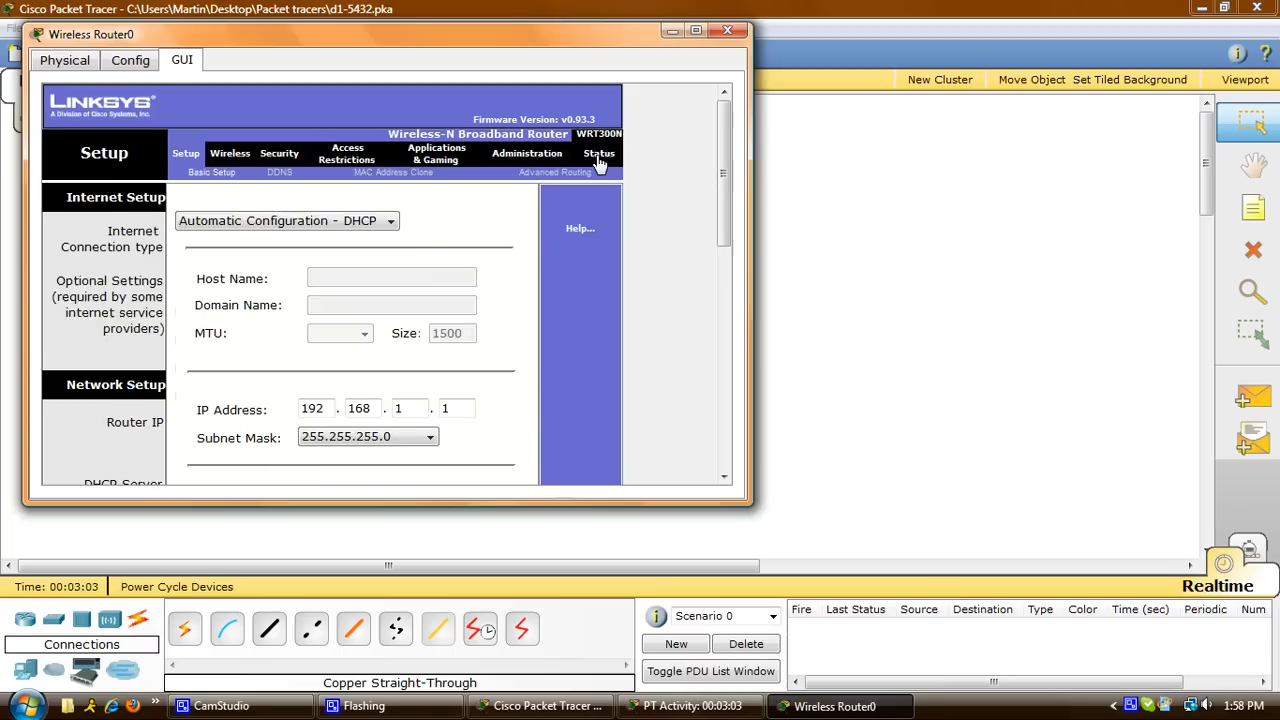 Cisco Packet Tracer - C:\Users\Martin\Desktop\Packet tracers\d1-5432.pka
Wireless Router0
Physical Config GUI
New Cluster Move Object Set Tiled Background Viewport
LINKSYS
A Division of Cisco Systems, Inc.
Firmware Version: v0.93.3
Wireless-N Broadband Router WRT300N
Setup
Setup Wireless Security Access Restrictions Applications & Gaming Administration Status
Basic Setup DDNS MAC Address Clone Advanced Routing
Internet Setup
Internet
Connection type
Automatic Configuration - DHCP
Help...
Optional Settings
(required by some
internet service
providers)
Host Name:
Domain Name:
MTU: Size: 1500
Network Setup
Router IP
IP Address: 192 . 168 . 1 . 1
Subnet Mask: 255.255.255.0
DHCP Server
Time: 00:03:03 Power Cycle Devices
Realtime
Connections
Copper Straight-Through
Scenario 0
New Delete
Toggle PDU List Window
Fire Last Status Source Destination Type Color Time (sec) Periodic Num
CamStudio Flashing Cisco Packet Tracer ... PT Activity: 00:03:03 Wireless Router0 1:58 PM